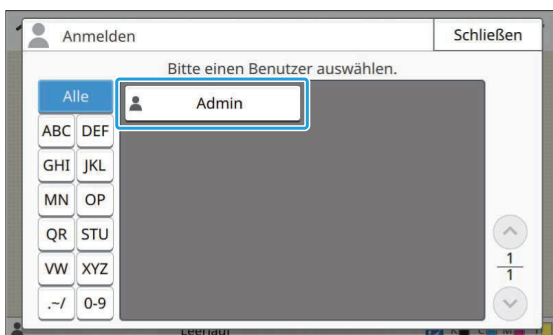 Anmelden Schließen
Bitte einen Benutzer auswählen.
Alle Admin
ABC DEF
GHI JKL
MN OP
QR STU
VW XYZ
1
1
.~/ 0-9